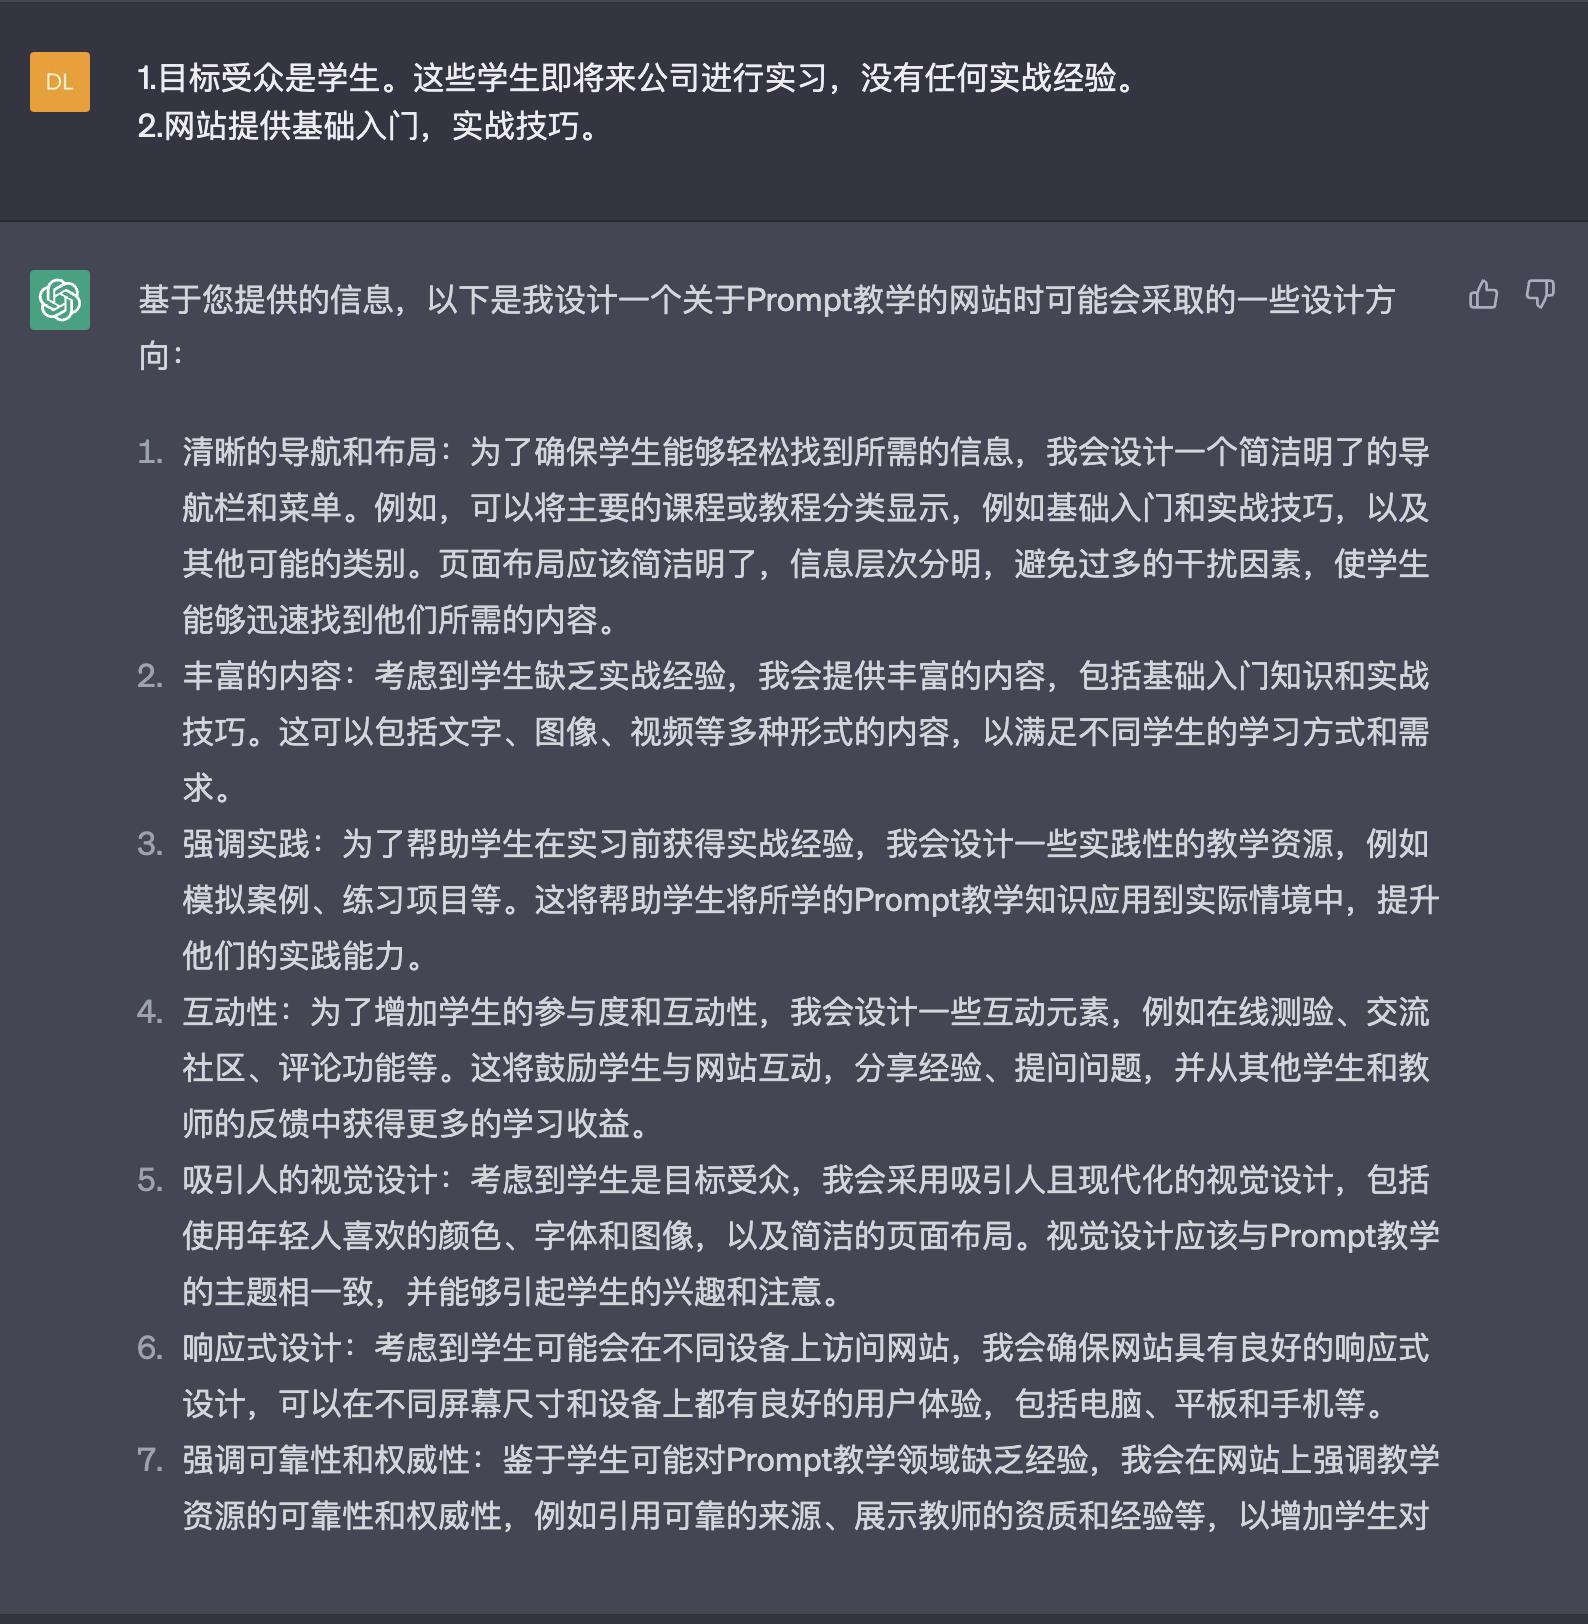 DL
1.目标受众是学生。这些学生即将来公司进行实习，没有任何实战经验。
2.网站提供基础入门，实战技巧。
基于您提供的信息，以下是我设计一个关于Prompt教学的网站时可能会采取的一些设计方
向：
1. 清晰的导航和布局：为了确保学生能够轻松找到所需的信息，我会设计一个简洁明了的导
航栏和菜单。例如，可以将主要的课程或教程分类显示，例如基础入门和实战技巧，以及
其他可能的类别。页面布局应该简洁明了，信息层次分明，避免过多的干扰因素，使学生
能够迅速找到他们所需的内容。
2. 丰富的内容：考虑到学生缺乏实战经验，我会提供丰富的内容，包括基础入门知识和实战
技巧。这可以包括文字、图像、视频等多种形式的内容，以满足不同学生的学习方式和需
求。
3. 强调实践：为了帮助学生在实习前获得实战经验，我会设计一些实践性的教学资源，例如
模拟案例、练习项目等。这将帮助学生将所学的Prompt教学知识应用到实际情境中，提升
他们的实践能力。
4. 互动性：为了增加学生的参与度和互动性，我会设计一些互动元素，例如在线测验、交流
社区、评论功能等。这将鼓励学生与网站互动，分享经验、提问问题，并从其他学生和教
师的反馈中获得更多的学习收益。
5. 吸引人的视觉设计：考虑到学生是目标受众，我会采用吸引人且现代化的视觉设计，包括
使用年轻人喜欢的颜色、字体和图像，以及简洁的页面布局。视觉设计应该与Prompt教学
的主题相一致，并能够引起学生的兴趣和注意。
6. 响应式设计：考虑到学生可能会在不同设备上访问网站，我会确保网站具有良好的响应式
设计，可以在不同屏幕尺寸和设备上都有良好的用户体验，包括电脑、平板和手机等。
7. 强调可靠性和权威性：鉴于学生可能对Prompt教学领域缺乏经验，我会在网站上强调教学
资源的可靠性和权威性，例如引用可靠的来源、展示教师的资质和经验等，以增加学生对